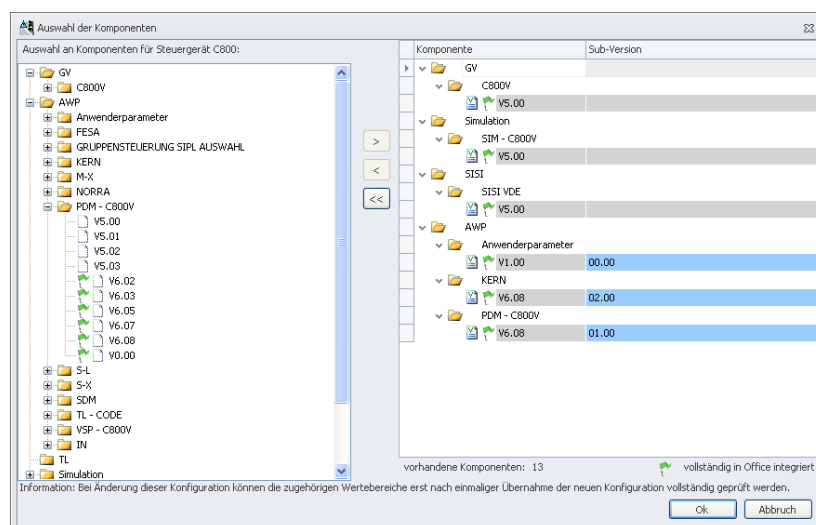 Auswahl der Komponenten
Auswahl an Komponenten für Steuergerät C800:
GV
C800V
AWP
Anwenderparameter
FESA
GRUPPENSTEUERUNG SIPL AUSWAHL
KERN
M-X
NORRA
PDM - C800V
V5.00
V5.01
V5.02
V5.03
V6.02
V6.03
V6.05
V6.07
V6.08
V0.00
S-L
S-X
SDM
TL - CODE
VSP - C800V
IN
TL
Simulation
>
<
<<
Komponente Sub-Version
GV
C800V
V5.00
Simulation
SIM - C800V
V5.00
SISI
SISI VDE
V5.00
AWP
Anwenderparameter
V1.00 00.00
KERN
V6.08 02.00
PDM - C800V
V6.08 01.00
vorhandene Komponenten: 13 vollständig in Office integriert
Information: Bei Änderung dieser Konfiguration können die zugehörigen Wertebereiche erst nach einmaliger Übernahme der neuen Konfiguration vollständig geprüft werden.
Ok Abbruch